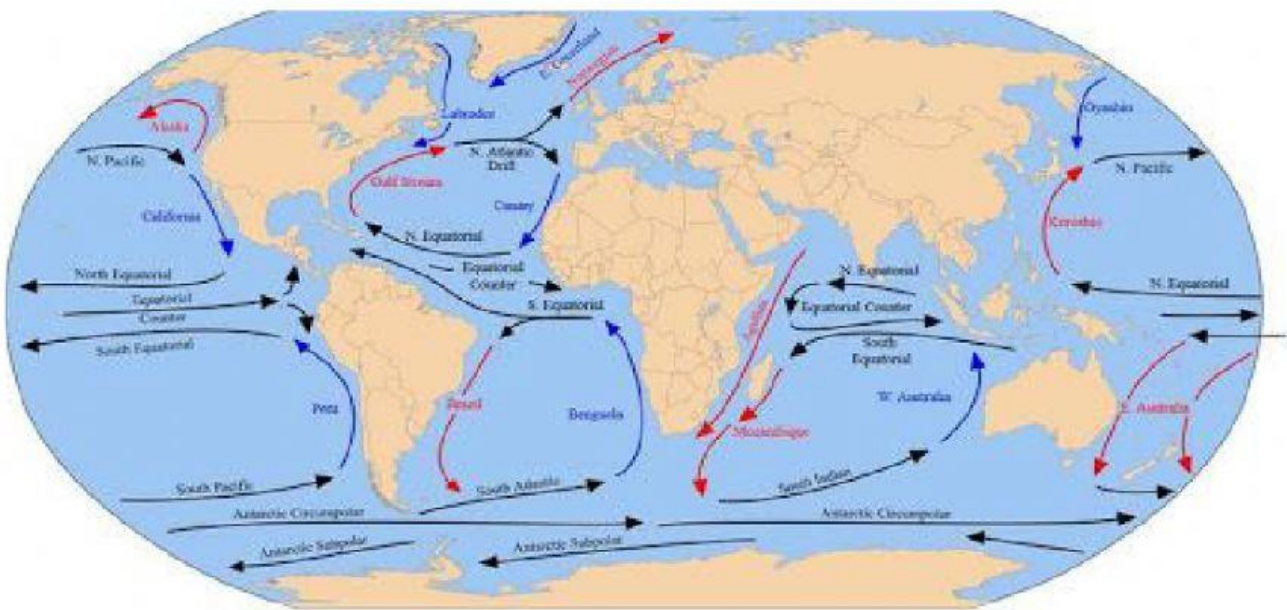 E. Greenland
Norwegian
Labrador
Oyashio
Alaska
N. Pacific
N. Atlantic
Drift
N. Pacific
Gulf Stream
California
Canary
Kuroshio
N. Equatorial
North Equatorial
Equatorial
Counter
N. Equatorial
N. Equatorial
Equatorial
Counter
S. Equatorial
Equatorial Counter
South Equatorial
South
Equatorial
Peru
Brazil
Benguela
Mozambique
W. Australia
E. Australia
South Pacific
South Atlantic
South Indian
Antarctic Circumpolar
Antarctic Circumpolar
Antarctic Subpolar
Antarctic Subpolar